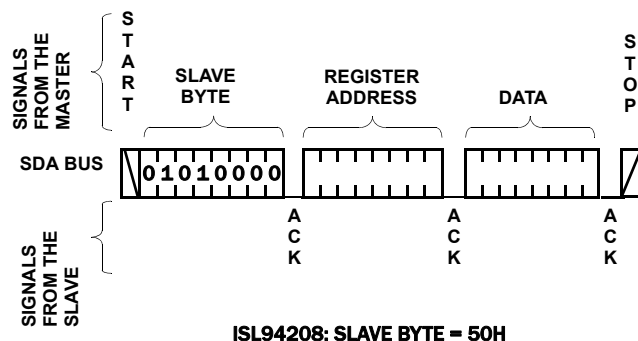 SIGNALS
FROM THE
MASTER
START
SLAVE
BYTE
REGISTER
ADDRESS
DATA
STOP
SDA BUS
01010000
ACK
ACK
ACK
SIGNALS
FROM THE
SLAVE
ISL94208: SLAVE BYTE = 50H